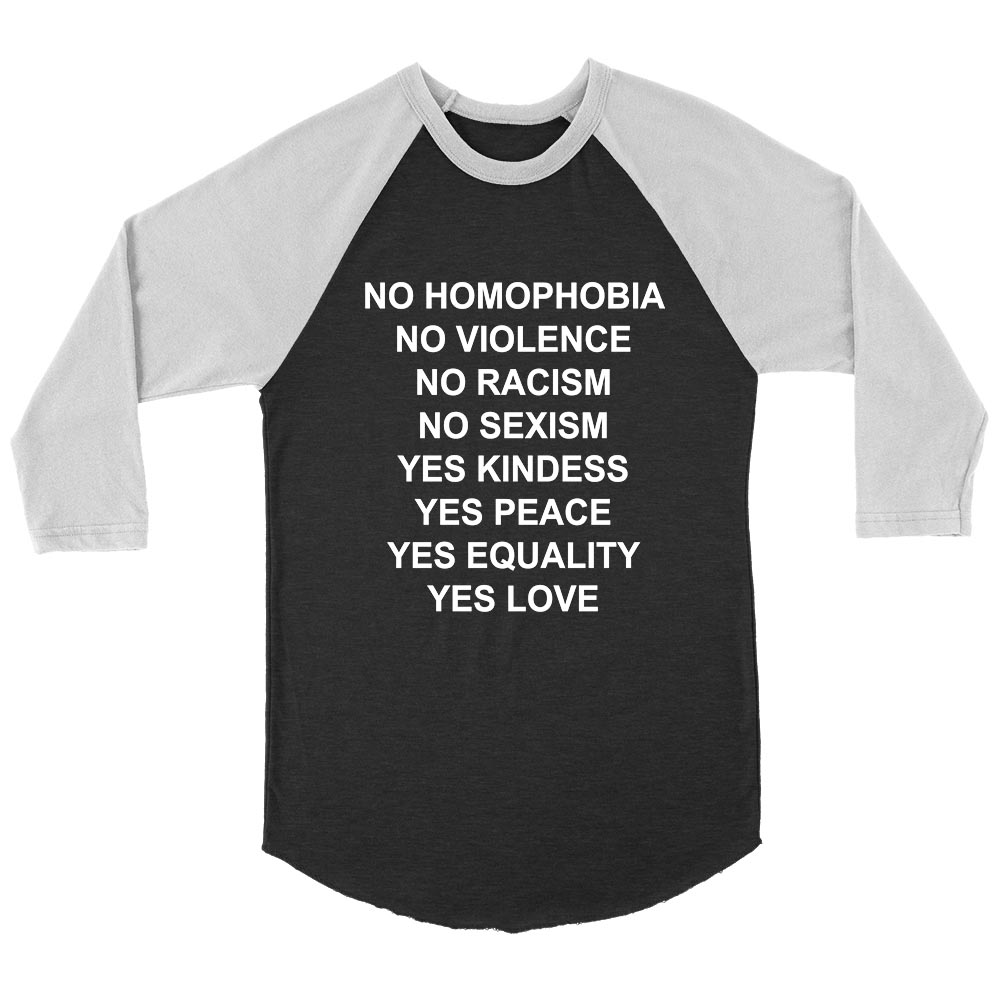 NO HOMOPHOBIA
NO VIOLENCE
NO RACISM
NO SEXISM
YES KINDESS
YES PEACE
YES EQUALITY
YES LOVE